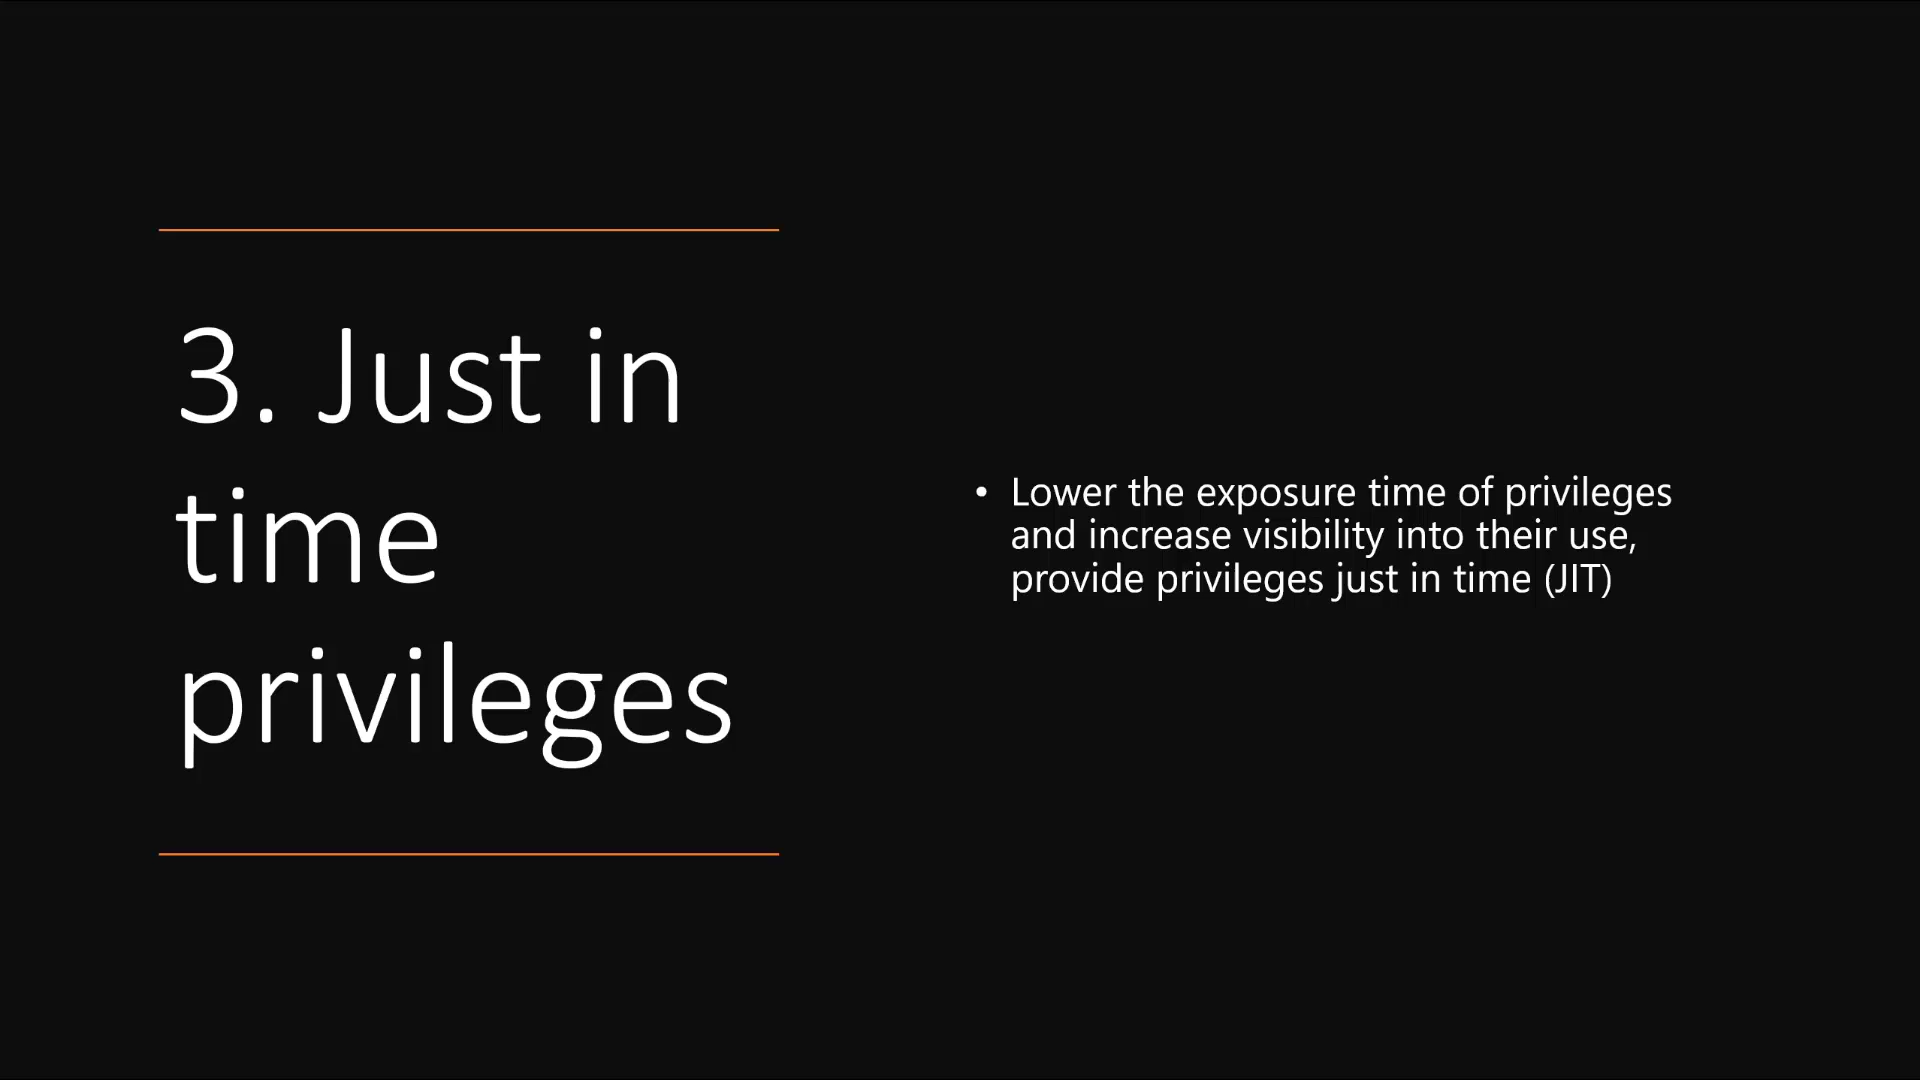 3. Just in
time
privileges
• Lower the exposure time of privileges
and increase visibility into their use,
provide privileges just in time (JIT)